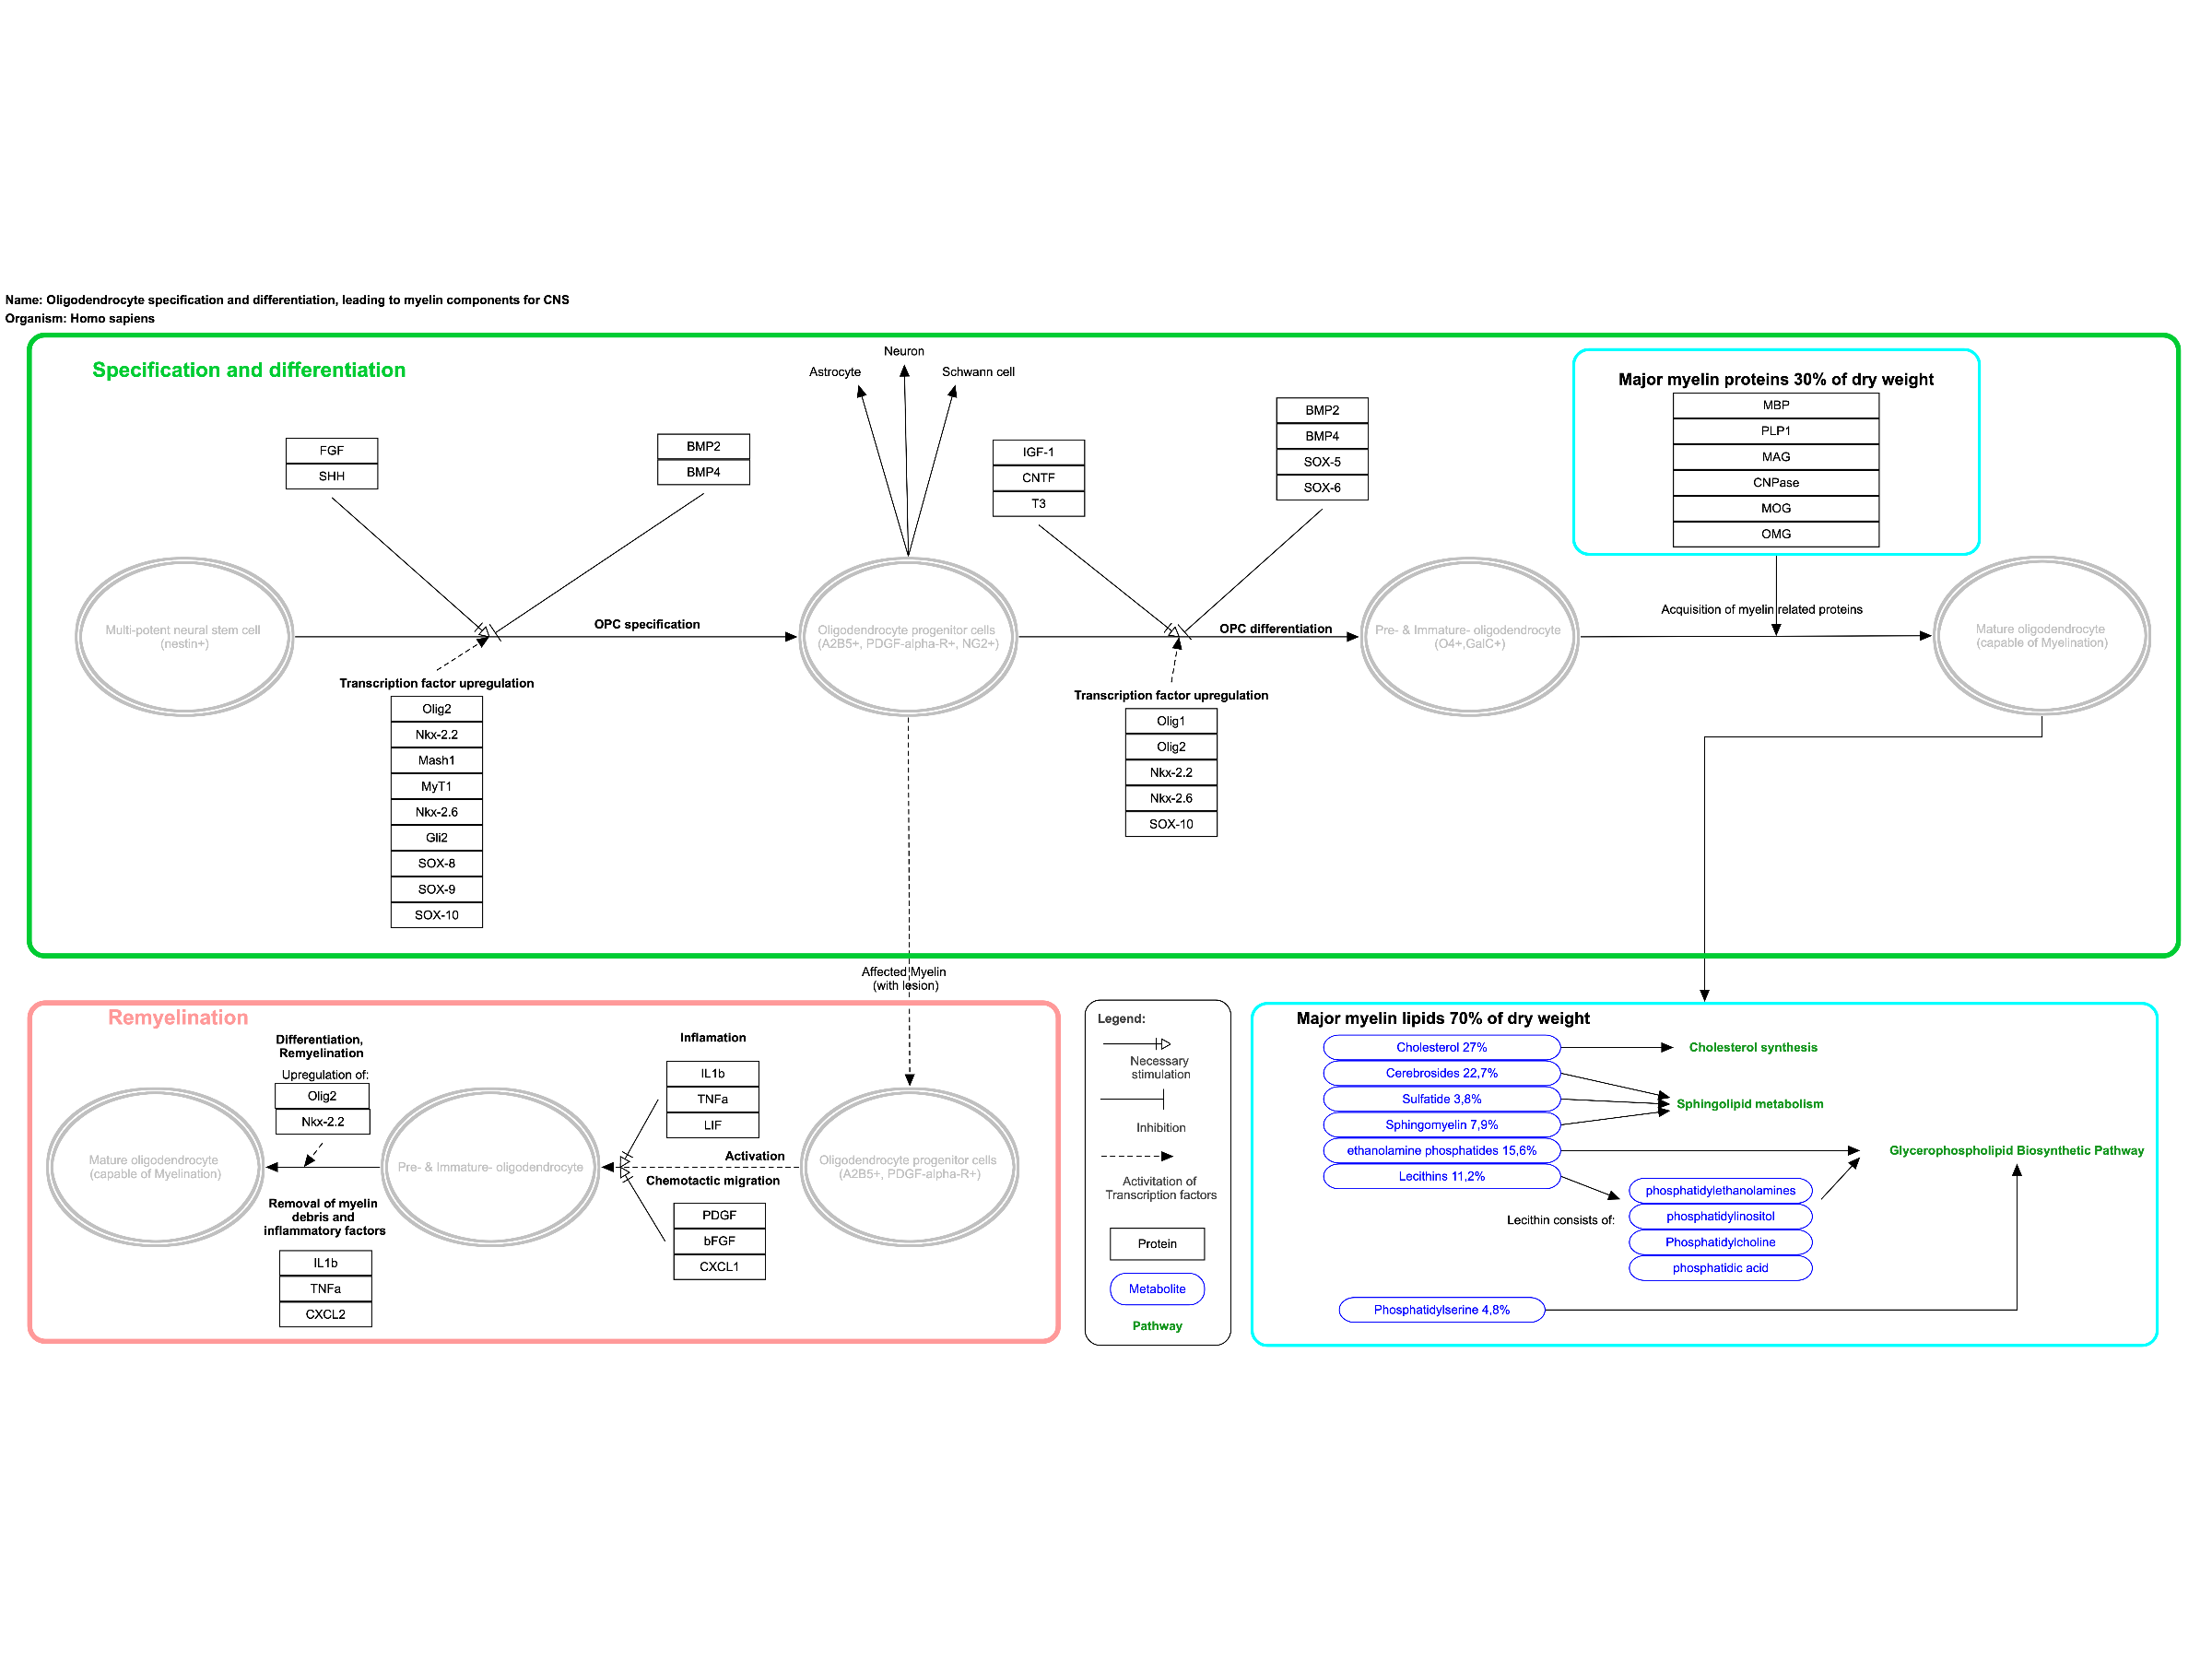 Name: Oligodendrocyte specification and differentiation, leading to myelin components for CNS
Organism: Homo sapiens
Specification and differentiation
Neuron
Astrocyte
Schwann cell
FGF
SHH
BMP2
BMP4
IGF-1
CNTF
T3
BMP2
BMP4
SOX-5
SOX-6
Major myelin proteins 30% of dry weight
MBP
PLP1
MAG
CNPase
MOG
OMG
Multi-potent neural stem cell
(nestin+)
OPC specification
Oligodendrocyte progenitor cells
(A2B5+, PDGF-alpha-R+, NG2+)
OPC differentiation
Pre- & Immature- oligodendrocyte
(O4+,GalC+)
Acquisition of myelin related proteins
Mature oligodendrocyte
(capable of Myelination)
Transcription factor upregulation
Olig2
Nkx-2.2
Mash1
MyT1
Nkx-2.6
Gli2
SOX-8
SOX-9
SOX-10
Transcription factor upregulation
Olig1
Olig2
Nkx-2.2
Nkx-2.6
SOX-10
Affected Myelin
(with lesion)
Remyelination
Differentiation,
Remyelination
Upregulation of:
Olig2
Nkx-2.2
Mature oligodendrocyte
(capable of Myelination)
Removal of myelin
debris and
inflammatory factors
IL1b
TNFa
CXCL2
Pre- & Immature- oligodendrocyte
Inflamation
IL1b
TNFa
LIF
Activation
Chemotactic migration
PDGF
bFGF
CXCL1
Oligodendrocyte progenitor cells
(A2B5+, PDGF-alpha-R+)
Legend:
Necessary
stimulation
Inhibition
Activitation of
Transcription factors
Protein
Metabolite
Pathway
Major myelin lipids 70% of dry weight
Cholesterol 27%
Cerebrosides 22,7%
Sulfatide 3,8%
Sphingomyelin 7,9%
ethanolamine phosphatides 15,6%
Lecithins 11,2%
Cholesterol synthesis
Sphingolipid metabolism
Glycerophospholipid Biosynthetic Pathway
Lecithin consists of:
phosphatidylethanolamines
phosphatidylinositol
Phosphatidylcholine
phosphatidic acid
Phosphatidylserine 4,8%